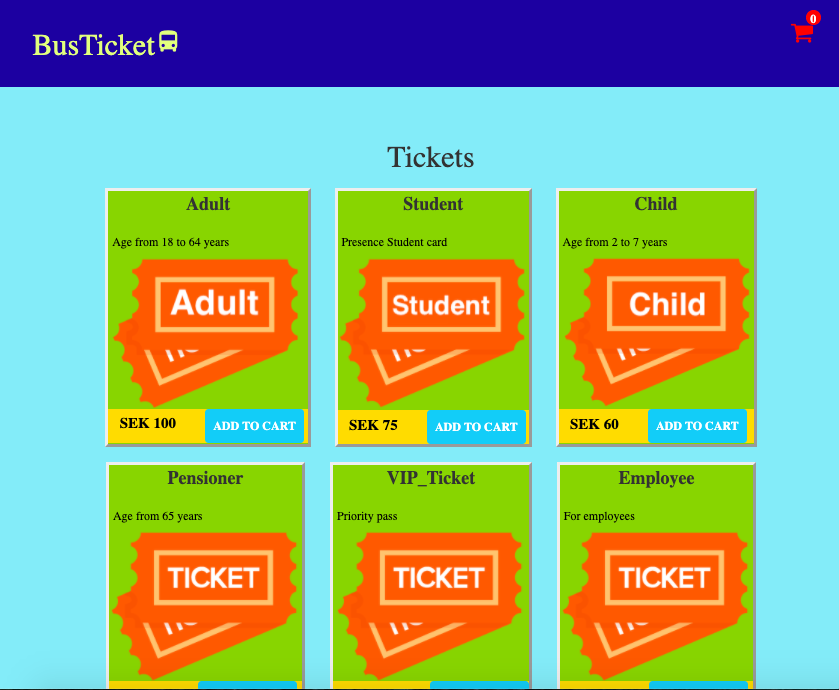 BusTicket
0
Tickets
Adult
Age from 18 to 64 years
Adult
SEK 100
ADD TO CART
Student
Presence Student card
Student
SEK 75
ADD TO CART
Child
Age from 2 to 7 years
Child
SEK 60
ADD TO CART
Pensioner
Age from 65 years
TICKET
VIP_Ticket
Priority pass
TICKET
Employee
For employees
TICKET